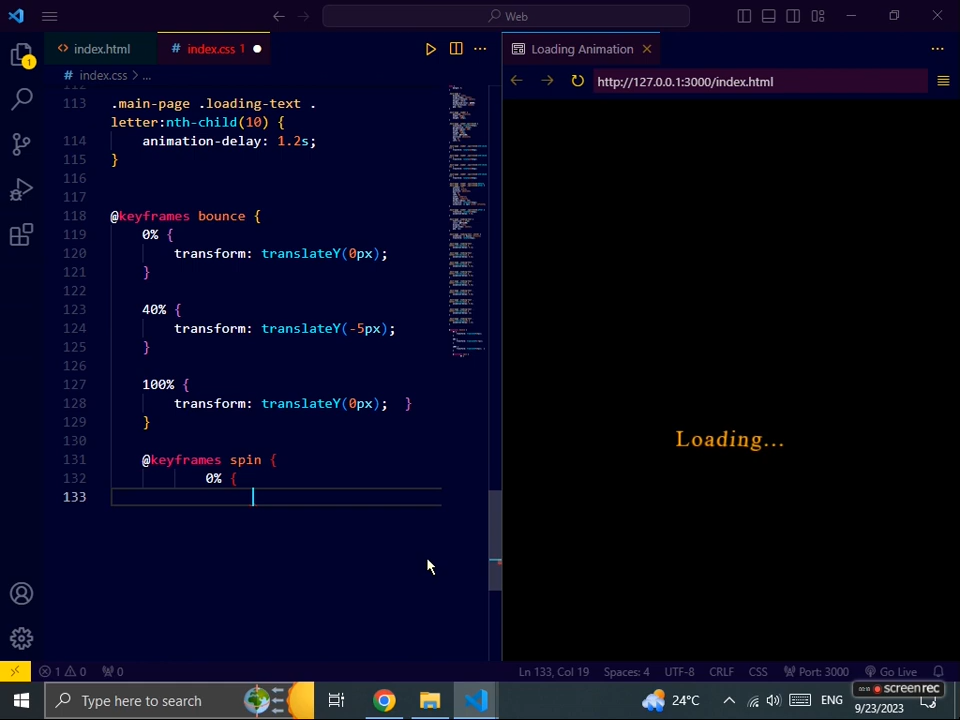 Web
index.html
# index.css 1
Loading Animation
# index.css > ...
http://127.0.0.1:3000/index.html
113 .main-page .loading-text .
letter:nth-child(10) {
114 animation-delay: 1.2s;
115 }
116
117
118 @keyframes bounce {
119 0% {
120 transform: translateY(0px);
121 }
122
123 40% {
124 transform: translateY(-5px);
125 }
126
127 100% {
128 transform: translateY(0px); }
129 }
130
131 @keyframes spin {
132 0% {
133
Loading...
1 0 0
Ln 133, Col 19 Spaces: 4 UTF-8 CRLF CSS Port: 3000 Go Live
Type here to search
24°C
ENG
screenrec
9/23/2023